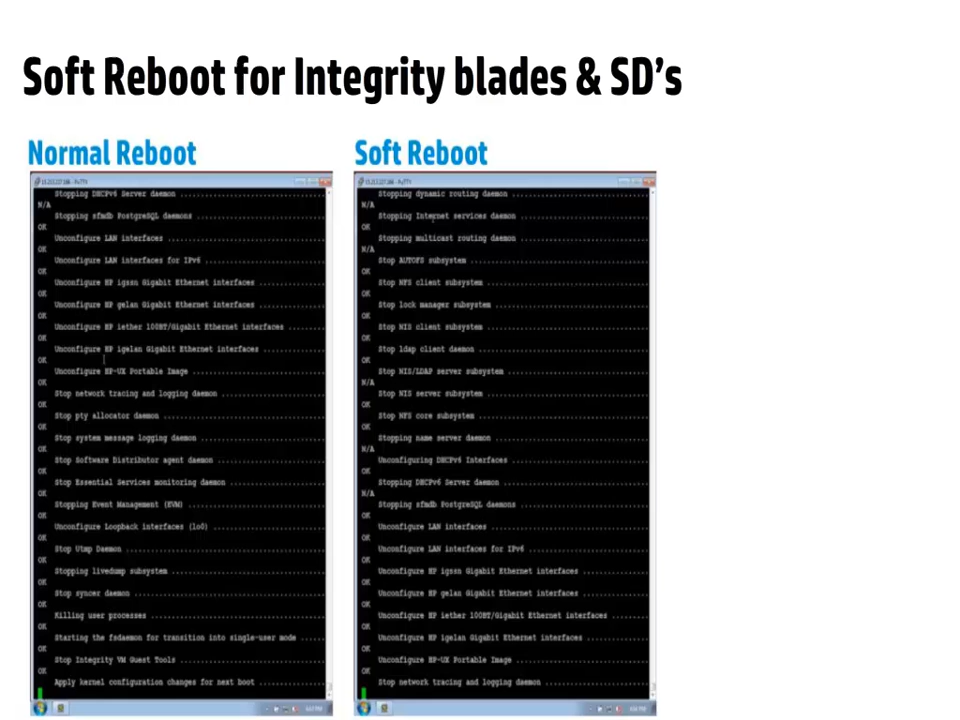 Soft Reboot for Integrity blades & SD's
Normal Reboot
Stopping DHCPv6 Server daemon
N/A
Stopping sfmdb PostgreSQL daemons
OK
Unconfigure LAN interfaces
OK
Unconfigure LAN interfaces for IPv6
OK
Unconfigure HP igssn Gigabit Ethernet interfaces
OK
Unconfigure HP gelan Gigabit Ethernet interfaces
OK
Unconfigure HP iether 100BT/Gigabit Ethernet interfaces
OK
Unconfigure HP igelan Gigabit Ethernet interfaces
OK
Unconfigure HP-UX Portable Image
OK
Stop network tracing and logging daemon
OK
Stop pty allocator daemon
OK
Stop system message logging daemon
OK
Stop Software Distributor agent daemon
OK
Stop Essential Services monitoring daemon
OK
Stopping Event Management (EVM)
OK
Unconfigure Loopback interfaces (lo0)
OK
Stop Utmp Daemon
OK
Stopping livedump subsystem
OK
Stop syncer daemon
OK
Killing user processes
OK
Starting the fsdaemon for transition into single-user mode
OK
Stop Integrity VM Guest Tools
OK
Apply kernel configuration changes for next boot
Soft Reboot
Stopping dynamic routing daemon
N/A
Stopping Internet services daemon
OK
Stopping multicast routing daemon
N/A
Stop AUTOFS subsystem
OK
Stop NFS client subsystem
OK
Stop lock manager subsystem
OK
Stop NIS client subsystem
OK
Stop ldap client daemon
OK
Stop NIS/LDAP server subsystem
N/A
Stop NIS server subsystem
OK
Stop NFS core subsystem
OK
Stopping name server daemon
N/A
Unconfiguring DHCPv6 Interfaces
OK
Stopping DHCPv6 Server daemon
N/A
Stopping sfmdb PostgreSQL daemons
OK
Unconfigure LAN interfaces
OK
Unconfigure LAN interfaces for IPv6
OK
Unconfigure HP igssn Gigabit Ethernet interfaces
OK
Unconfigure HP gelan Gigabit Ethernet interfaces
OK
Unconfigure HP iether 100BT/Gigabit Ethernet interfaces
OK
Unconfigure HP igelan Gigabit Ethernet interfaces
OK
Unconfigure HP-UX Portable Image
OK
Stop network tracing and logging daemon